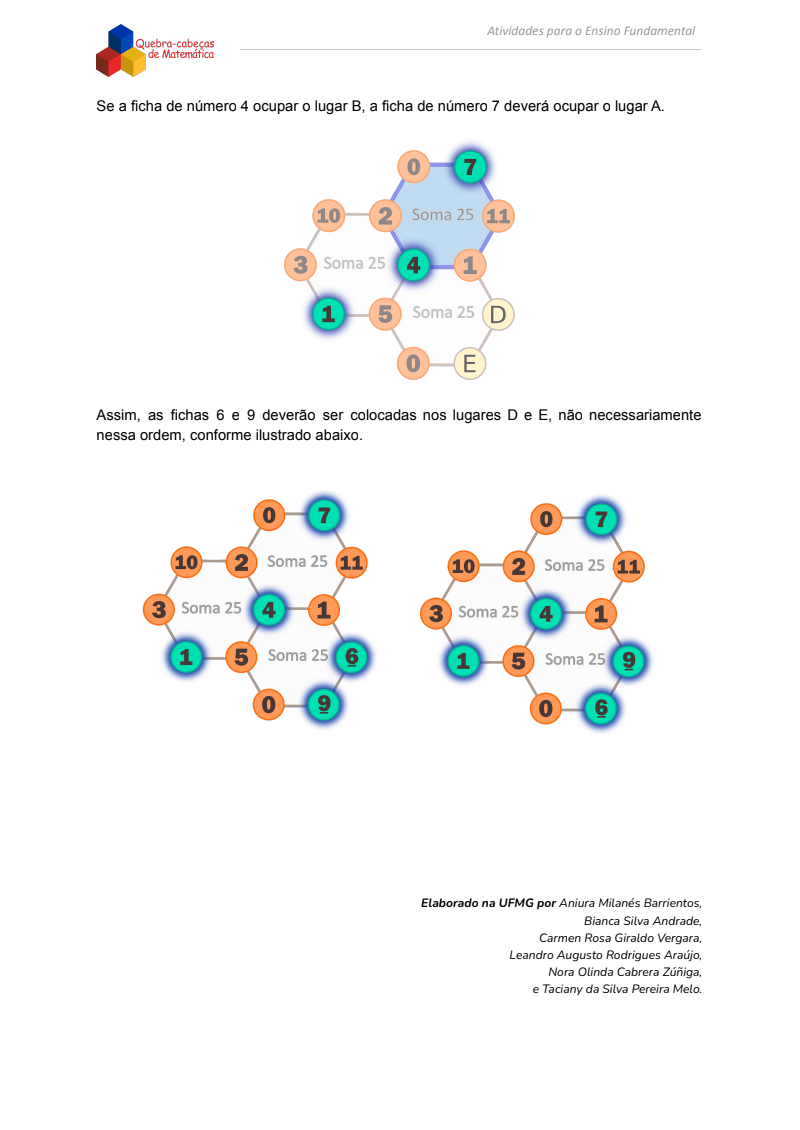 Quebra-cabeças
de Matemática
Atividades para o Ensino Fundamental
Se a ficha de número 4 ocupar o lugar B, a ficha de número 7 deverá ocupar o lugar A.
0 7
10 2 Soma 25 11
3 Soma 25 4 1
1 5 Soma 25 D
0 E
Assim, as fichas 6 e 9 deverão ser colocadas nos lugares D e E, não necessariamente
nessa ordem, conforme ilustrado abaixo.
0 7
10 2 Soma 25 11
3 Soma 25 4 1
1 5 Soma 25 6
0 9
0 7
10 2 Soma 25 11
3 Soma 25 4 1
1 5 Soma 25 9
0 6
Elaborado na UFMG por Aniura Milanés Barrientos,
Bianca Silva Andrade,
Carmen Rosa Giraldo Vergara,
Leandro Augusto Rodrigues Araújo,
Nora Olinda Cabrera Zúñiga,
e Taciany da Silva Pereira Melo.